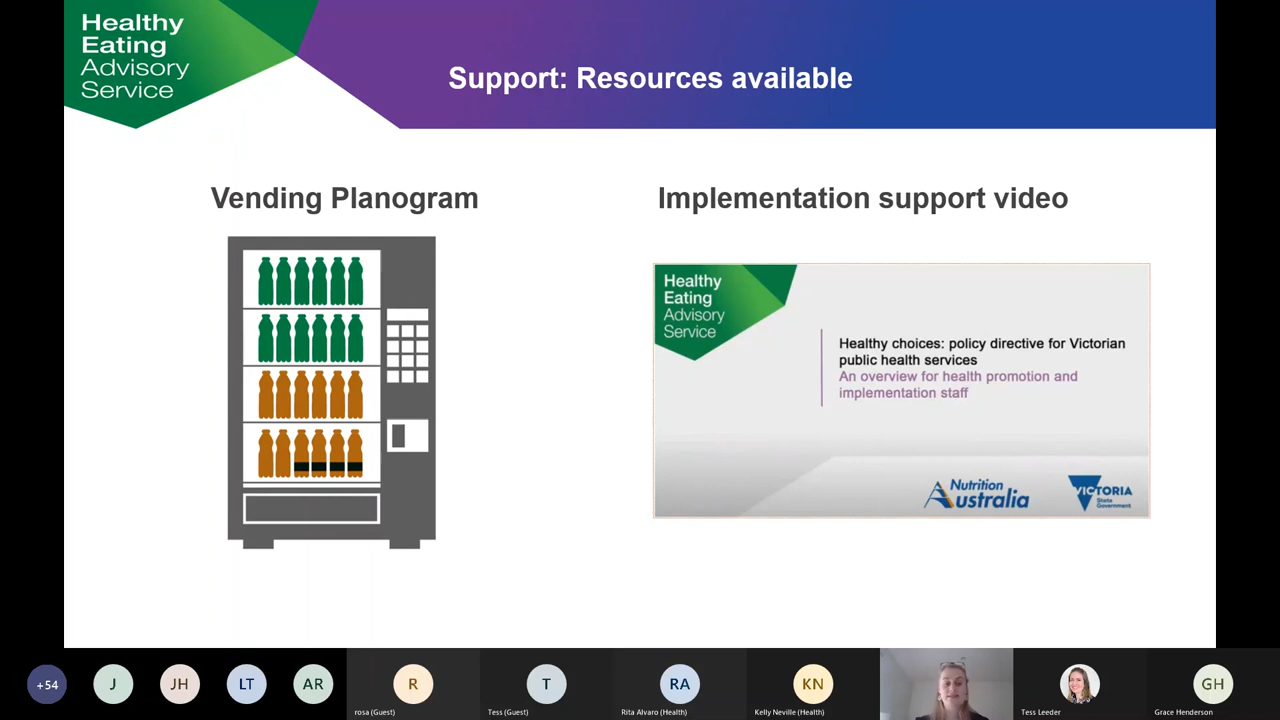 Healthy
Eating
Advisory
Service
Support: Resources available
Vending Planogram
Implementation support video
Healthy
Eating
Advisory
Service
Healthy choices: policy directive for Victorian
public health services
An overview for health promotion and
implementation staff
Nutrition
Australia
VICTORIA
State
Government
+54
J
JH
LT
AR
R
T
RA
KN
GH
rosa (Guest)
Tess (Guest)
Rita Alvaro (Health)
Kelly Neville (Health)
Tess Leeder
Grace Henderson